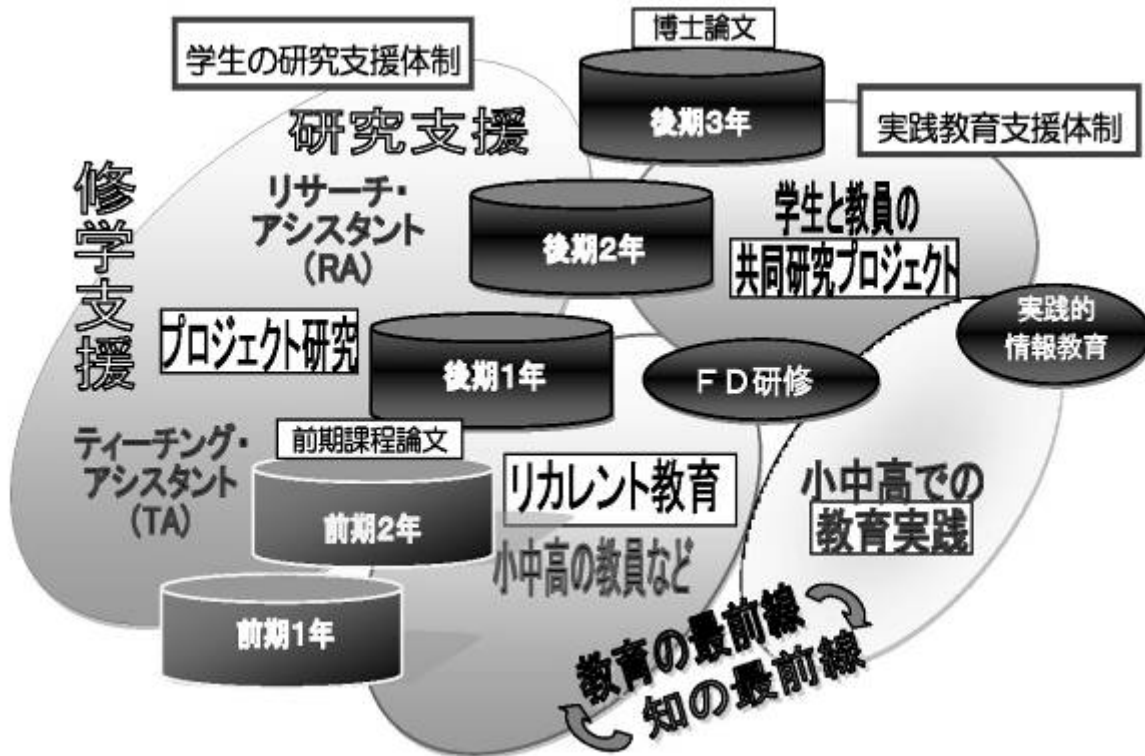 博士論文
学生の研究支援体制
後期3年
実践教育支援体制
研究支援
修学支援
リサーチ・
アシスタント
(RA)
後期2年
学生と教員の
共同研究プロジェクト
実践的
情報教育
プロジェクト研究
後期1年
FD研修
ティーチング・
アシスタント
(TA)
前期課程論文
リカレント教育
小中高での
教育実践
前期2年
小中高の教員など
前期1年
教育の最前線
知の最前線